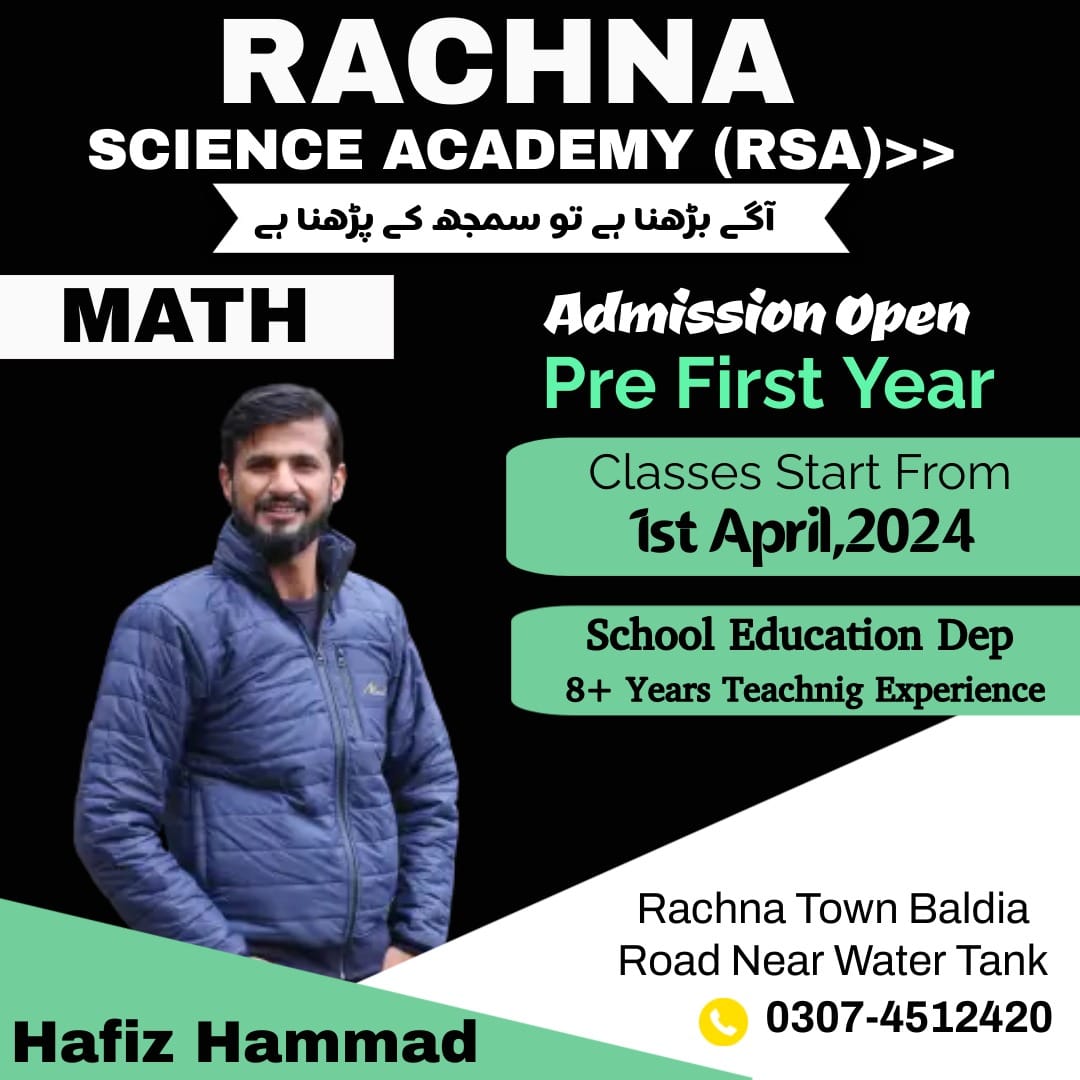 RACHNA
SCIENCE ACADEMY (RSA)>>
آگے بڑھنا ہے تو سمجھ کے پڑھنا ہے
MATH
Admission Open
Pre First Year
Classes Start From
1st April,2024
School Education Dep
8+ Years Teachnig Experience
Rachna Town Baldia
Road Near Water Tank
0307-4512420
Hafiz Hammad